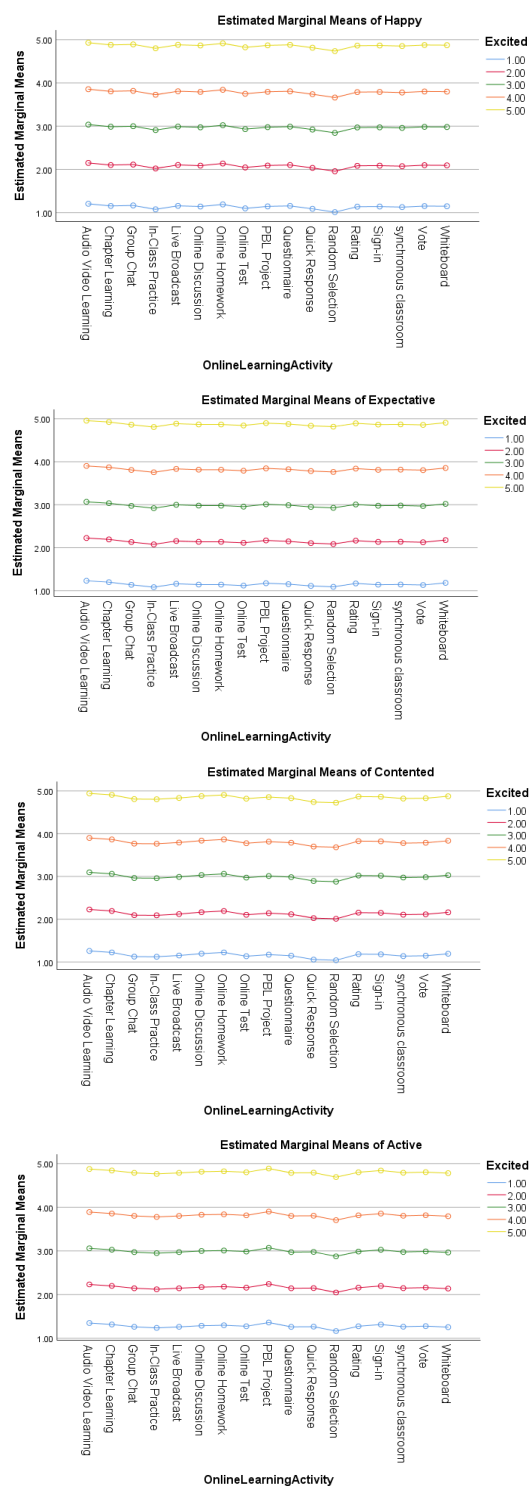 Estimated Marginal Means of Happy
Estimated Marginal Means
5.00
4.00
3.00
2.00
1.00
Excited
1.00
2.00
3.00
4.00
5.00
Audio Video Learning
Chapter Learning
Group Chat
In-Class Practice
Live Broadcast
Online Discussion
Online Homework
Online Test
PBL Project
Questionnaire
Quick Response
Random Selection
Rating
Sign-in
synchronous classroom
Vote
Whiteboard
OnlineLearningActivity
Estimated Marginal Means of Expectative
Estimated Marginal Means
5.00
4.00
3.00
2.00
1.00
Excited
1.00
2.00
3.00
4.00
5.00
Audio Video Learning
Chapter Learning
Group Chat
In-Class Practice
Live Broadcast
Online Discussion
Online Homework
Online Test
PBL Project
Questionnaire
Quick Response
Random Selection
Rating
Sign-in
synchronous classroom
Vote
Whiteboard
OnlineLearningActivity
Estimated Marginal Means of Contented
Estimated Marginal Means
5.00
4.00
3.00
2.00
1.00
Excited
1.00
2.00
3.00
4.00
5.00
Audio Video Learning
Chapter Learning
Group Chat
In-Class Practice
Live Broadcast
Online Discussion
Online Homework
Online Test
PBL Project
Questionnaire
Quick Response
Random Selection
Rating
Sign-in
synchronous classroom
Vote
Whiteboard
OnlineLearningActivity
Estimated Marginal Means of Active
Estimated Marginal Means
5.00
4.00
3.00
2.00
1.00
Excited
1.00
2.00
3.00
4.00
5.00
Audio Video Learning
Chapter Learning
Group Chat
In-Class Practice
Live Broadcast
Online Discussion
Online Homework
Online Test
PBL Project
Questionnaire
Quick Response
Random Selection
Rating
Sign-in
synchronous classroom
Vote
Whiteboard
OnlineLearningActivity